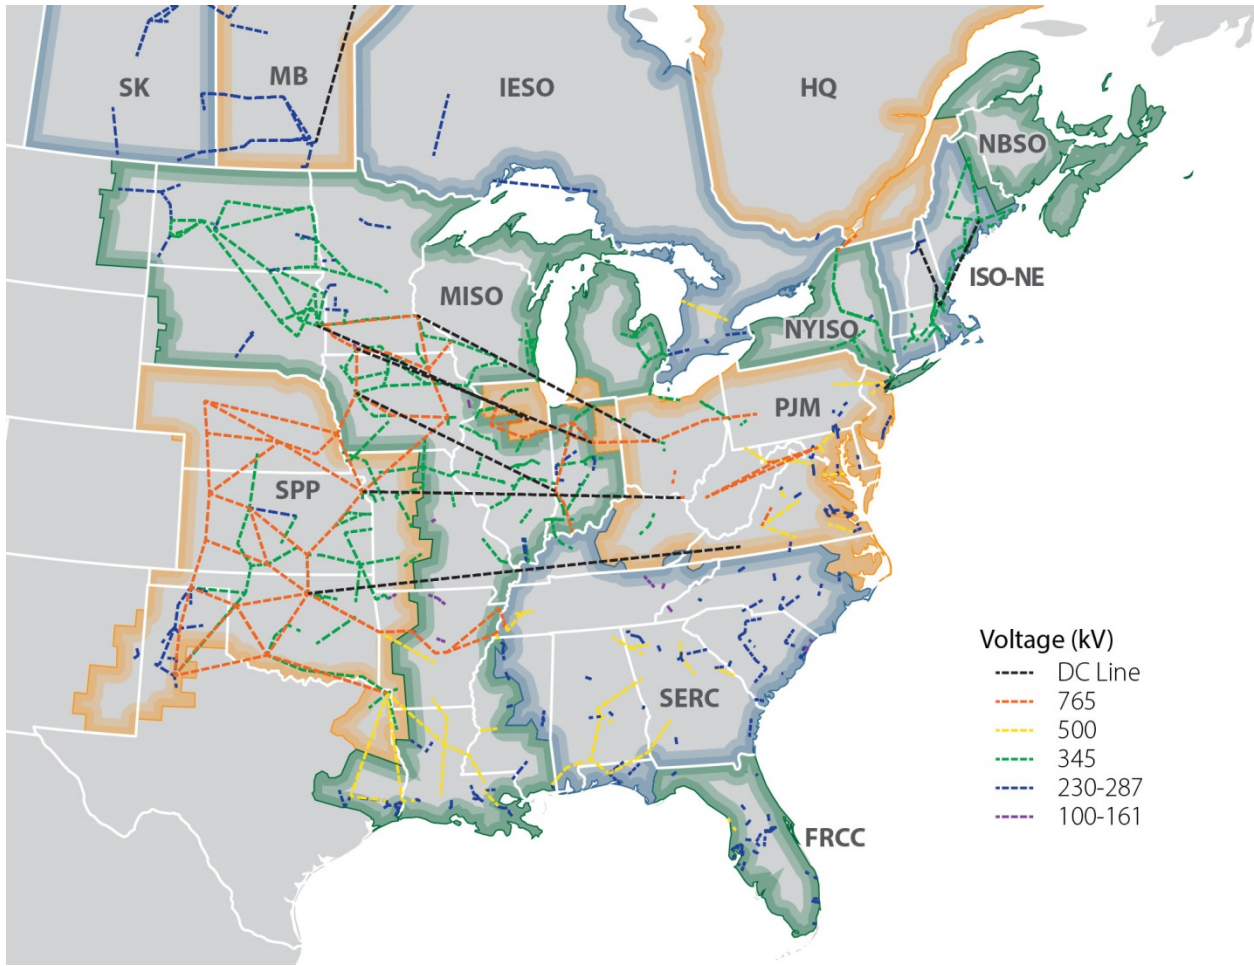 SK
MB
IESO
HQ
NBSO
MISO
ISO-NE
NYISO
PJM
SPP
SERC
FRCC
Voltage (kV)
DC Line
765
500
345
230-287
100-161